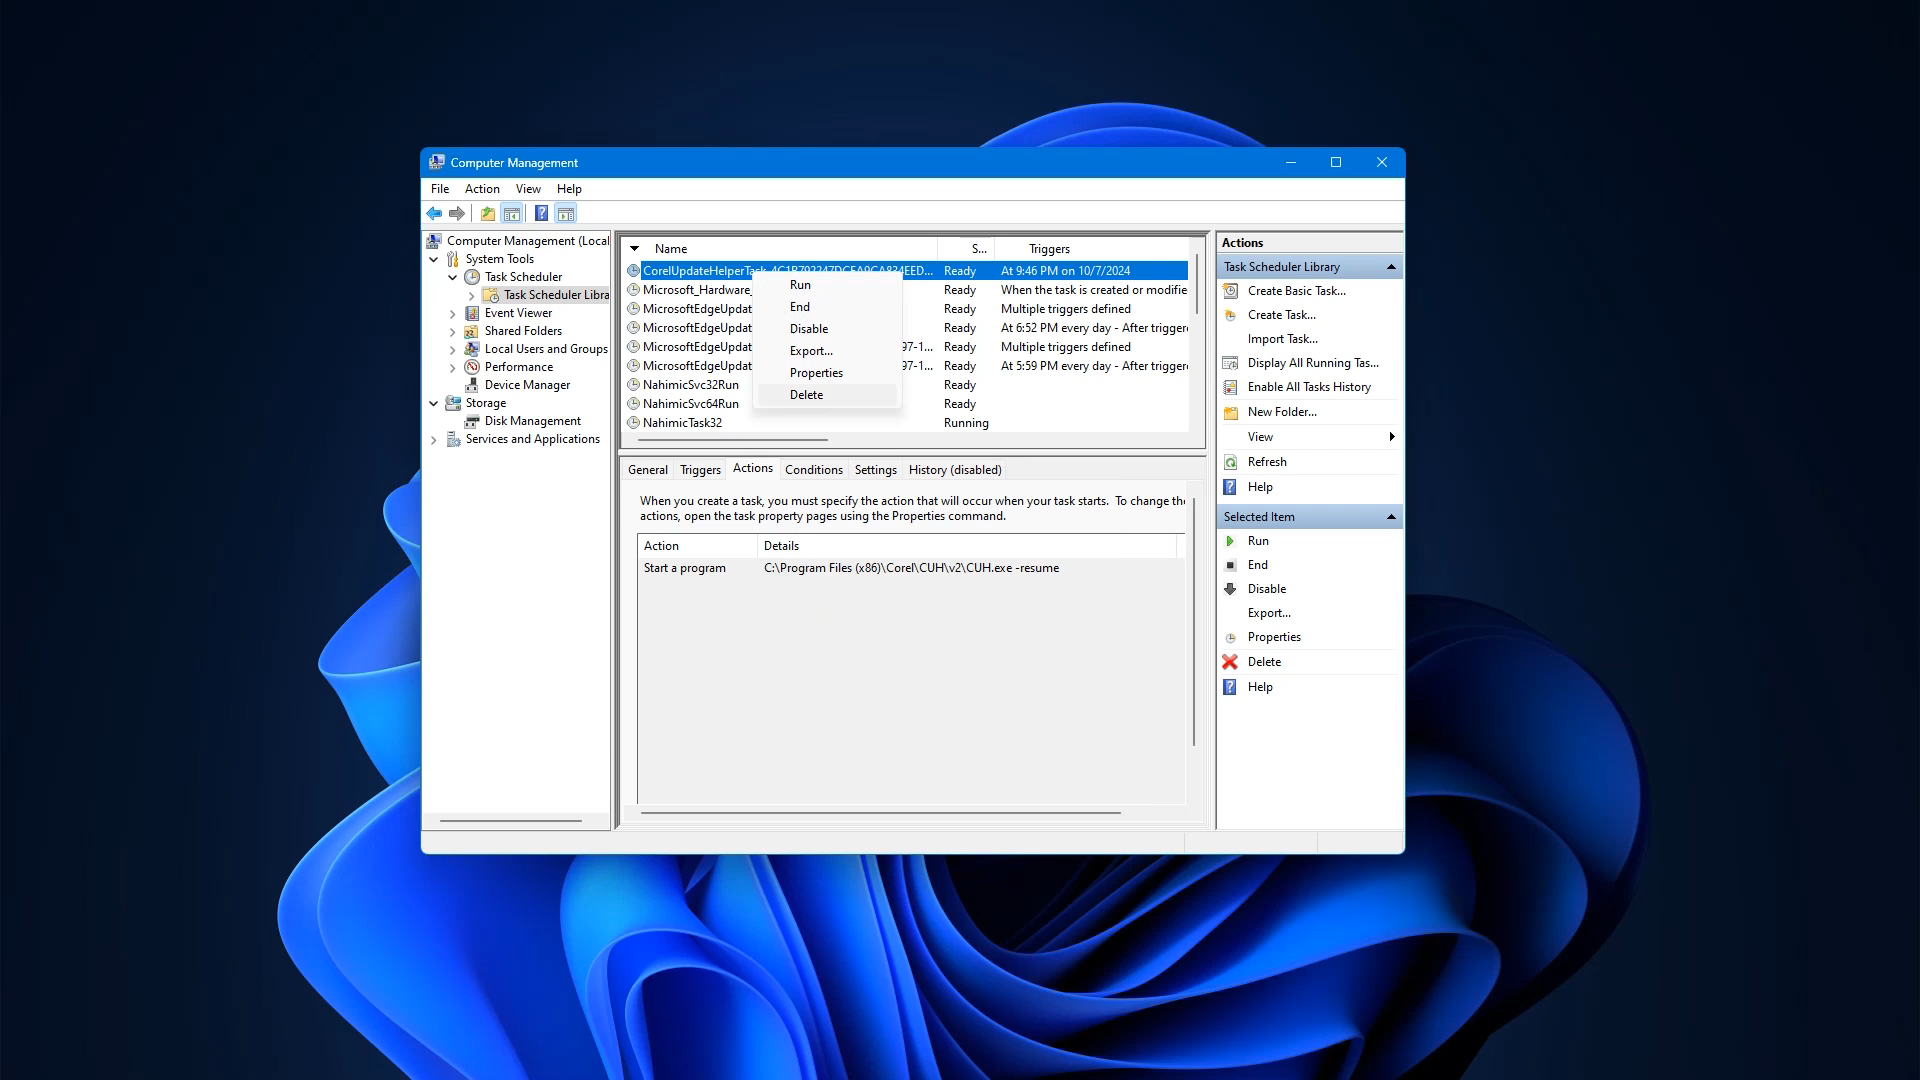 Computer Management
File Action View Help
Computer Management (Local
System Tools
Task Scheduler
Task Scheduler Libra
Event Viewer
Shared Folders
Local Users and Groups
Performance
Device Manager
Storage
Disk Management
Services and Applications
Name S... Triggers
CorelUpdateHelperTask Ready At 9:46 PM on 10/7/2024
Microsoft_Hardware_ Ready When the task is created or modifie
MicrosoftEdgeUpdat Ready Multiple triggers defined
MicrosoftEdgeUpdat Ready At 6:52 PM every day - After triggere
MicrosoftEdgeUpdat 97-1... Ready Multiple triggers defined
MicrosoftEdgeUpdat 97-1... Ready At 5:59 PM every day - After triggere
NahimicSvc32Run Ready
NahimicSvc64Run Ready
NahimicTask32 Running
Run
End
Disable
Export...
Properties
Delete
General Triggers Actions Conditions Settings History (disabled)
When you create a task, you must specify the action that will occur when your task starts. To change the
actions, open the task property pages using the Properties command.
Action Details
Start a program C:\Program Files (x86)\Corel\CUH\v2\CUH.exe -resume
Actions
Task Scheduler Library
Create Basic Task...
Create Task...
Import Task...
Display All Running Tas...
Enable All Tasks History
New Folder...
View
Refresh
Help
Selected Item
Run
End
Disable
Export...
Properties
Delete
Help